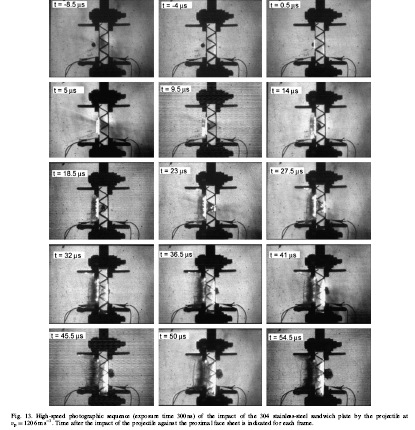 t = -8.5 µs
t = -4 µs
t = 0.5 µs
t = 5 µs
t = 9.5 µs
t = 14 µs
t = 18.5 µs
t = 23 µs
t = 27.5 µs
t = 32 µs
t = 36.5 µs
t = 41 µs
t = 45.5 µs
t = 50 µs
t = 54.5 µs
Fig. 13. High-speed photographic sequence (exposure time 300 ns) of the impact of the 304 stainless-steel sandwich plate by the projectile at
vp = 1206 m s⁻¹. Time after the impact of the projectile against the proximal face sheet is indicated for each frame.